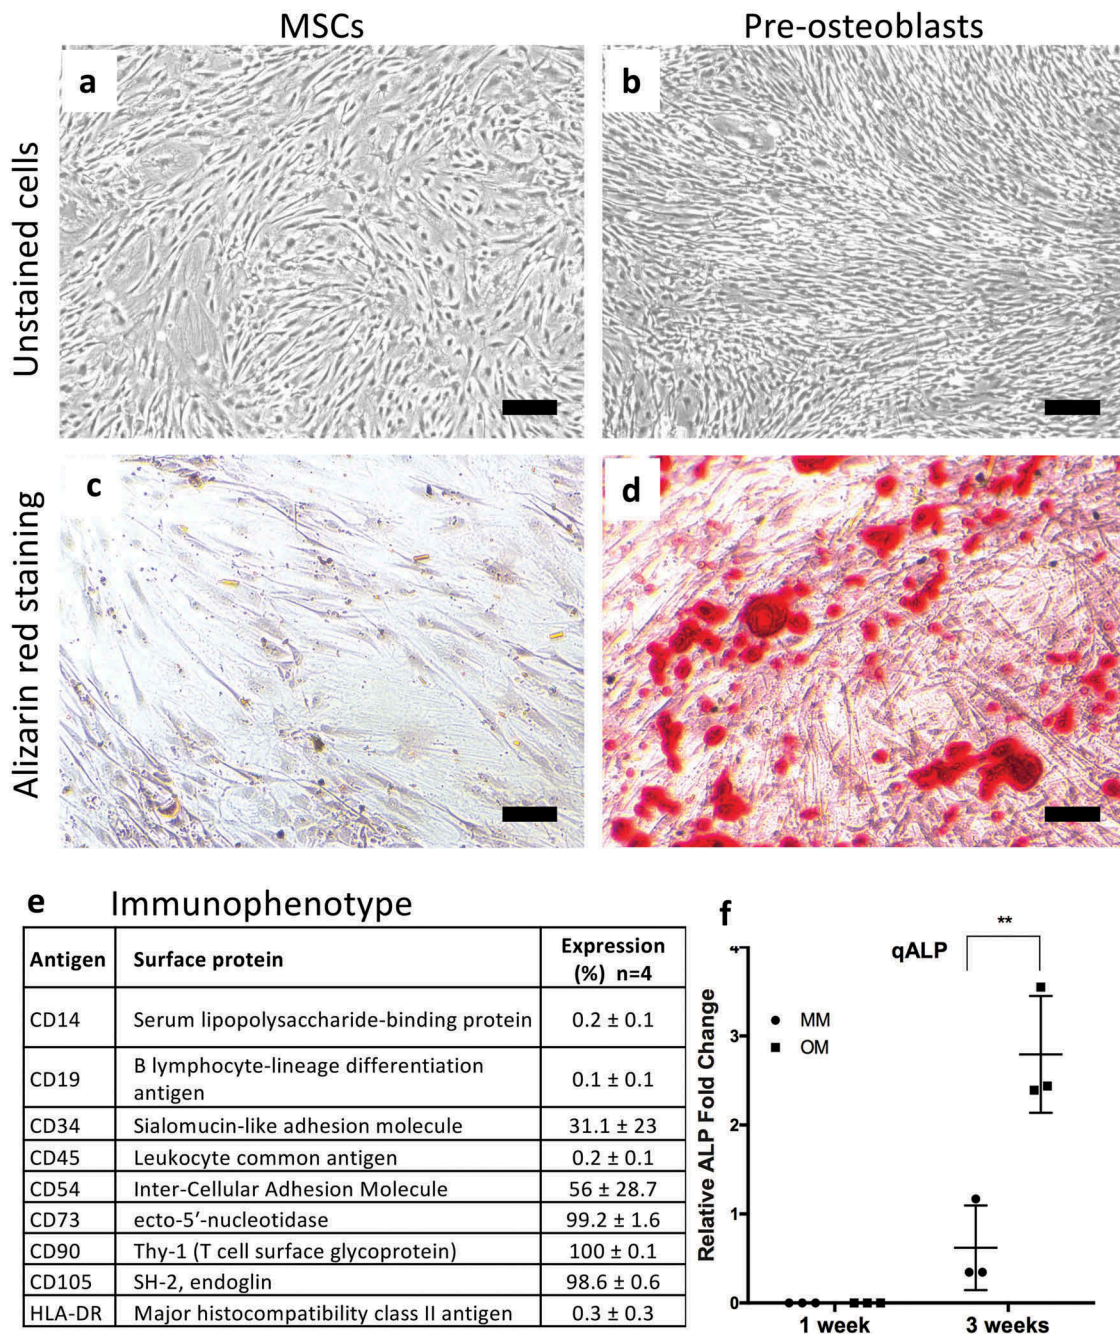 MSCs
Pre-osteoblasts
Unstained cells
a
b
Alizarin red staining
c
d
e Immunophenotype
Antigen Surface protein Expression
(%) n=4
CD14 Serum lipopolysaccharide-binding protein 0.2 ± 0.1
CD19 B lymphocyte-lineage differentiation
antigen 0.1 ± 0.1
CD34 Sialomucin-like adhesion molecule 31.1 ± 23
CD45 Leukocyte common antigen 0.2 ± 0.1
CD54 Inter-Cellular Adhesion Molecule 56 ± 28.7
CD73 ecto-5′-nucleotidase 99.2 ± 1.6
CD90 Thy-1 (T cell surface glycoprotein) 100 ± 0.1
CD105 SH-2, endoglin 98.6 ± 0.6
HLA-DR Major histocompatibility class II antigen 0.3 ± 0.3
f
**
qALP
MM
OM
Relative ALP Fold Change
4
3
2
1
0
1 week 3 weeks